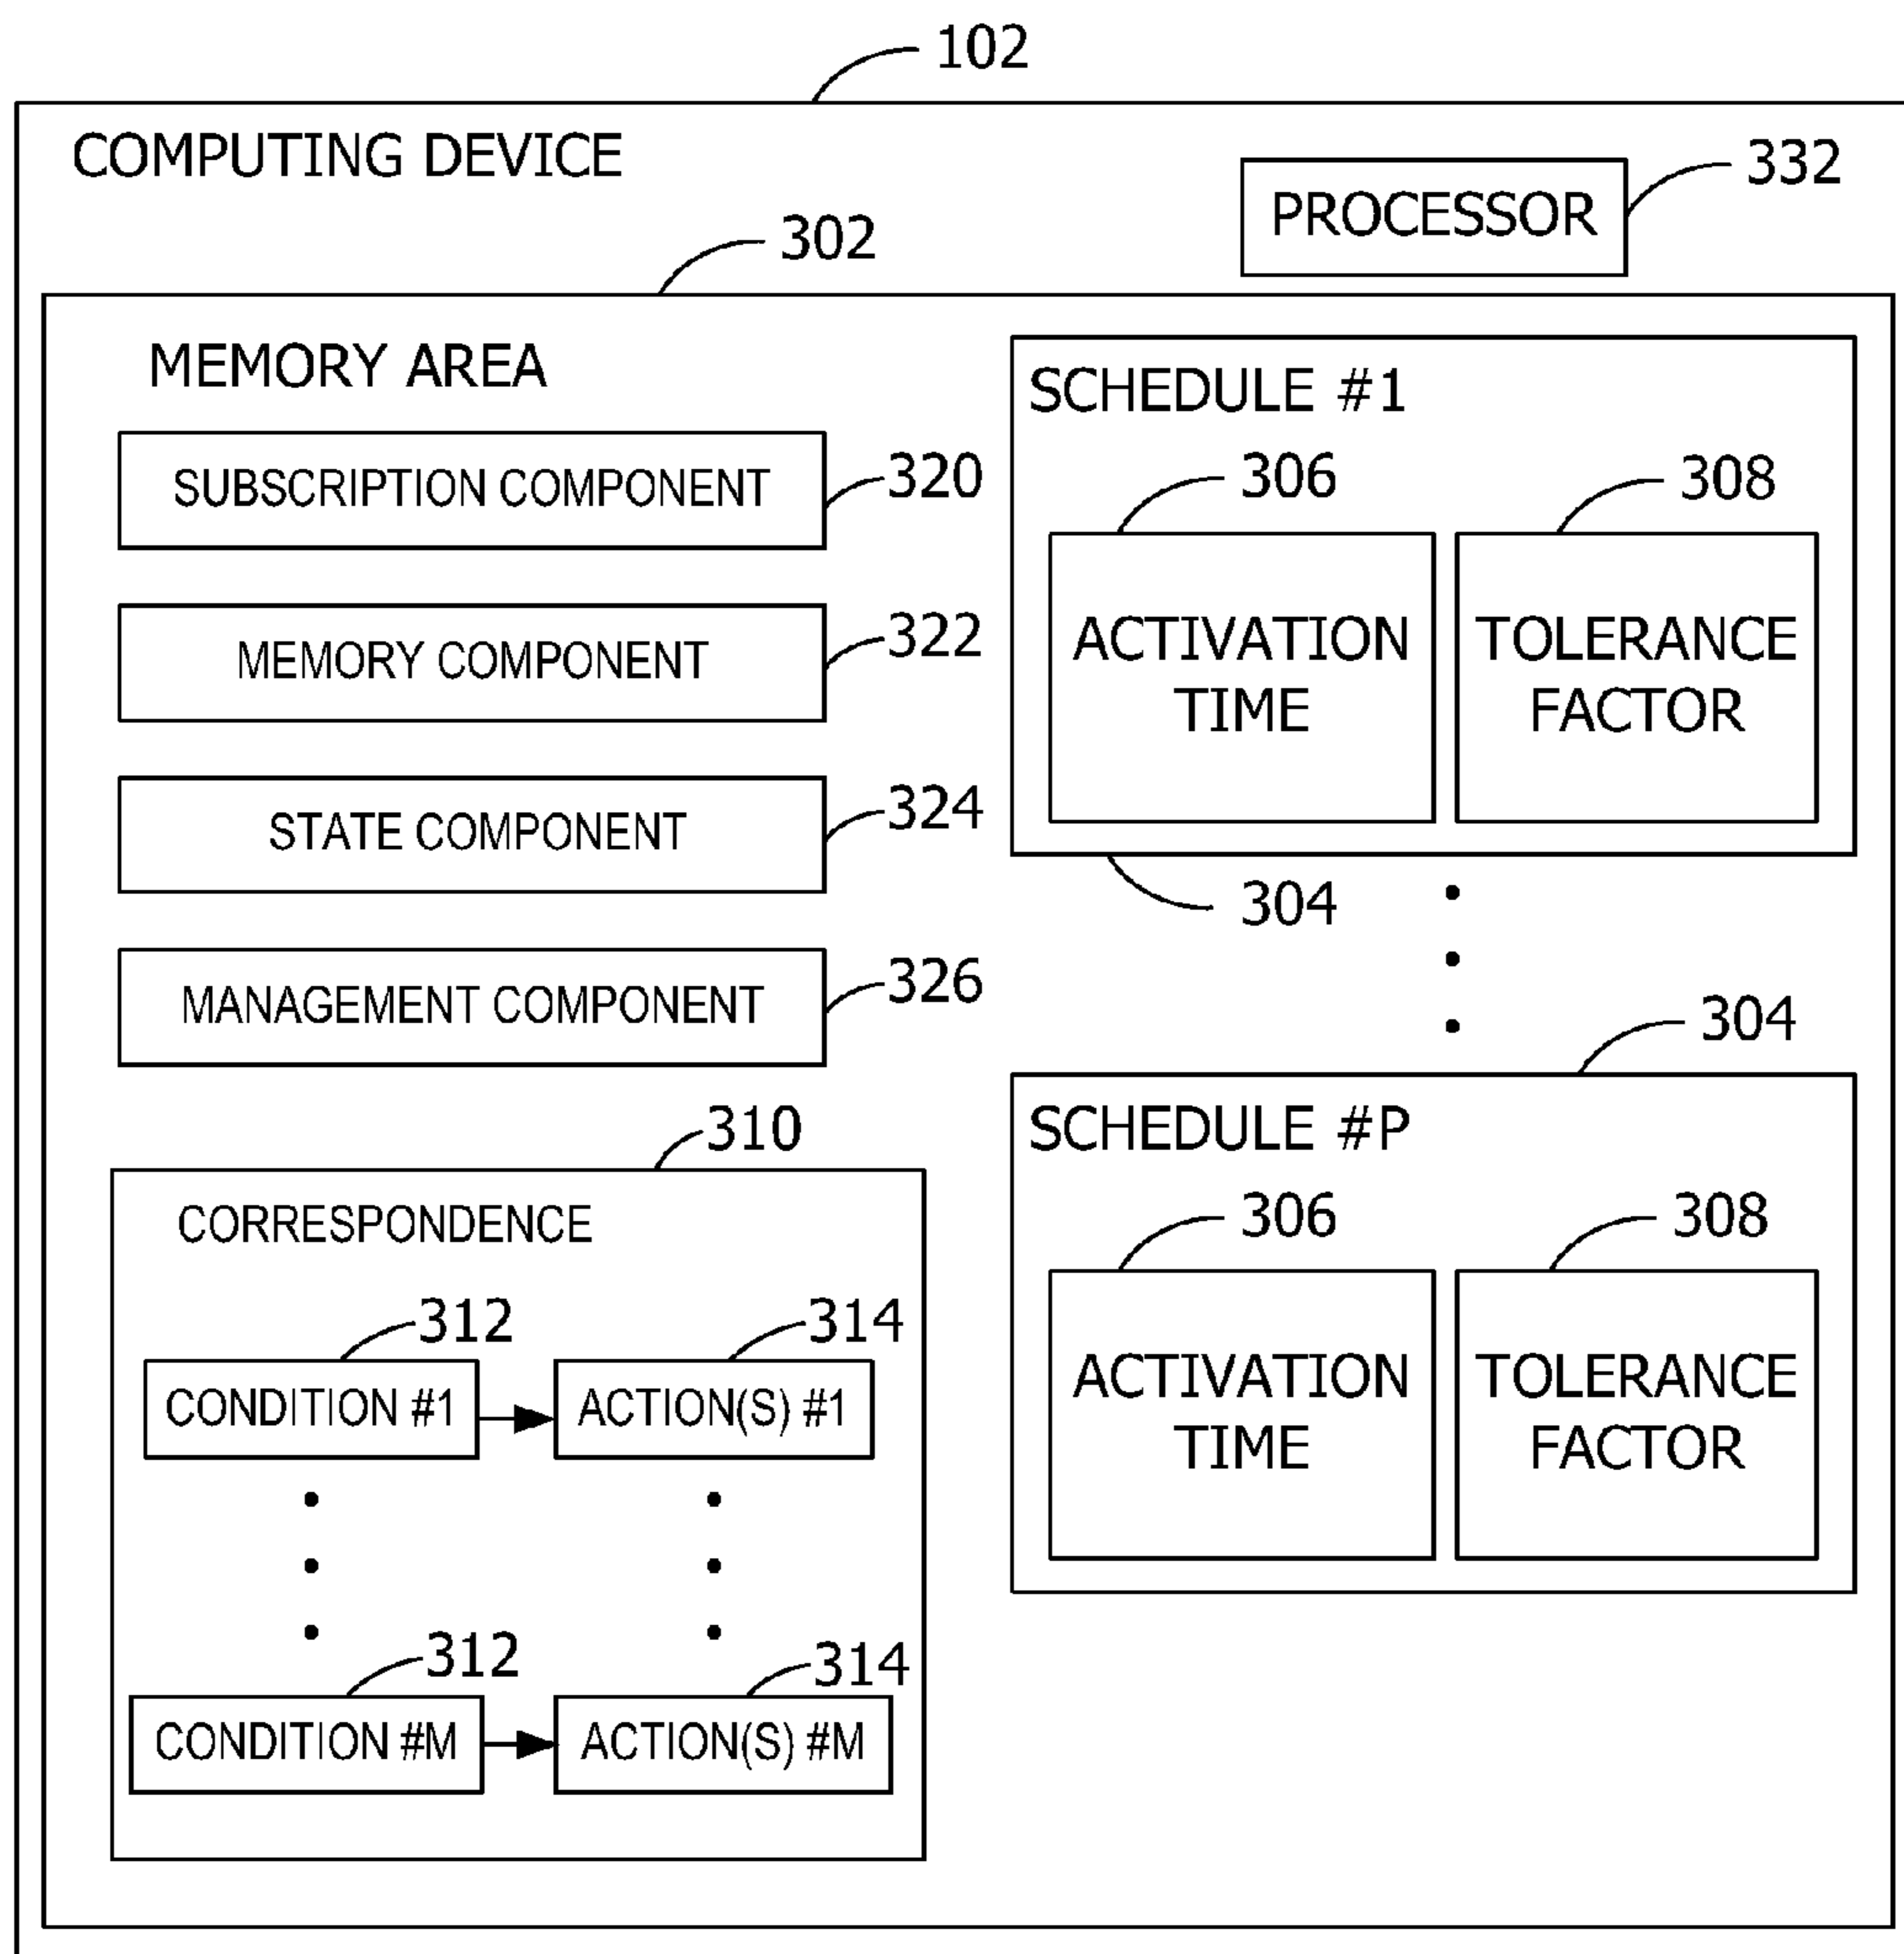 102
COMPUTING DEVICE
332
PROCESSOR
302
MEMORY AREA
SUBSCRIPTION COMPONENT
320
MEMORY COMPONENT
322
STATE COMPONENT
324
MANAGEMENT COMPONENT
326
310
CORRESPONDENCE
312
314
CONDITION #1
ACTION(S) #1
312
314
CONDITION #M
ACTION(S) #M
SCHEDULE #1
306
308
ACTIVATION
TIME
TOLERANCE
FACTOR
304
304
SCHEDULE #P
306
308
ACTIVATION
TIME
TOLERANCE
FACTOR